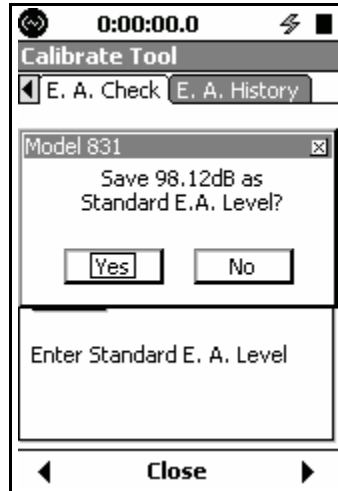 0:00:00.0
Calibrate Tool
E. A. Check E. A. History
Model 831
Save 98.12dB as
Standard E.A. Level?
Yes No
Enter Standard E. A. Level
Close